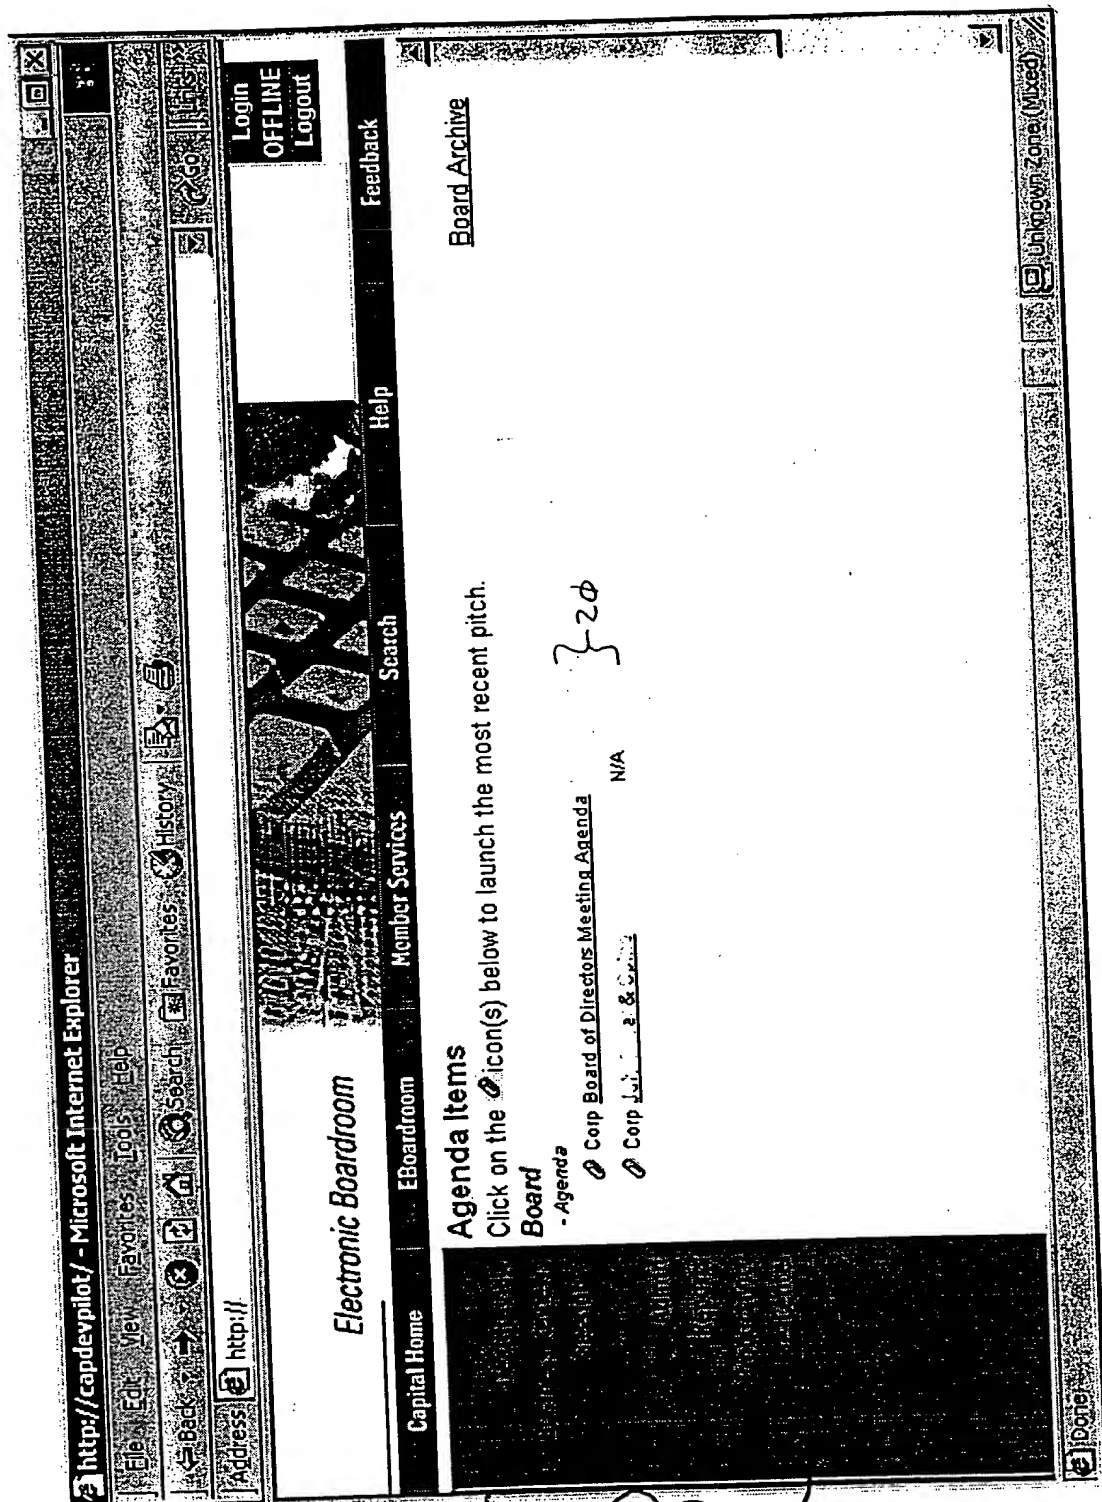 http://capdevpilot/ - Microsoft Internet Explorer
File Edit View Favorites Tools Help
Back Search Favorites History
Address http:// Go Links
Electronic Boardroom
Login
OFFLINE
Logout
Capital Home EBoardroom Member Services Search Help Feedback
Agenda Items
Board Archive
Click on the icon(s) below to launch the most recent pitch.
Board
- Agenda
Corp Board of Directors Meeting Agenda
Corp N/A
20
Done Unknown Zone (Mixed)